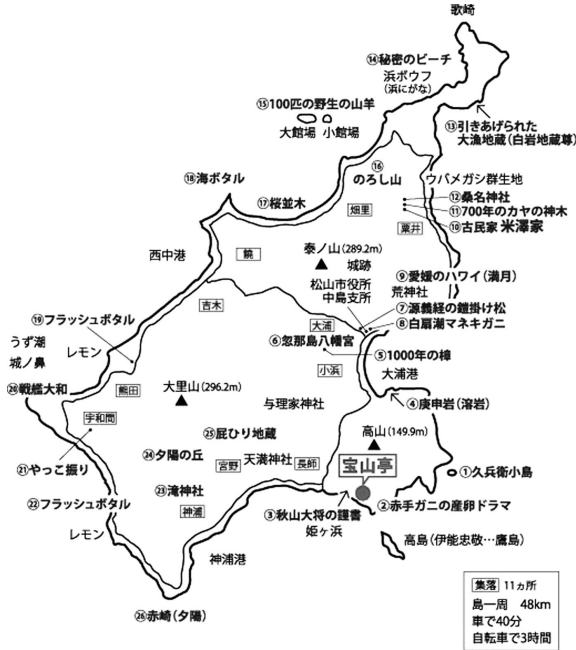 歌崎
⑭秘密のビーチ
浜ボウフ
(浜にがな)
⑮100匹の野生の山羊
大館場 小館場
⑬引きあげられた
大漁地蔵(白岩地蔵尊)
⑯
のろし山
ウバメガシ群生地
⑱海ボタル
⑰桜並木
畑里
⑫桑名神社
⑪700年のカヤの神木
⑩古民家 米澤家
粟井
西中港
饒
泰ノ山(289.2m)
城跡
⑨愛媛のハワイ(満月)
荒神社
松山市役所
中島支所
⑦源義経の鎧掛け松
⑧白扇潮マネキガニ
吉木
大浦
⑥忽那島八幡宮
⑤1000年の樟
大浦港
⑲フラッシュボタル
うず潮
城ノ鼻
レモン
小浜
⑳戦艦大和
熊田
大里山(296.2m)
与理家神社
④庚申岩(溶岩)
宇和間
高山(149.9m)
㉕屁ひり地蔵
㉔夕陽の丘
㉑やっこ振り
宮野
天満神社
長師
宝山亭
①久兵衛小島
㉒フラッシュボタル
㉓滝神社
神浦
③秋山大将の謹書
姫ヶ浜
②赤手ガニの産卵ドラマ
レモン
神浦港
高島(伊能忠敬…鷹島)
㉖赤崎(夕陽)
集落 11ヵ所
島一周 48km
車で40分
自転車で3時間